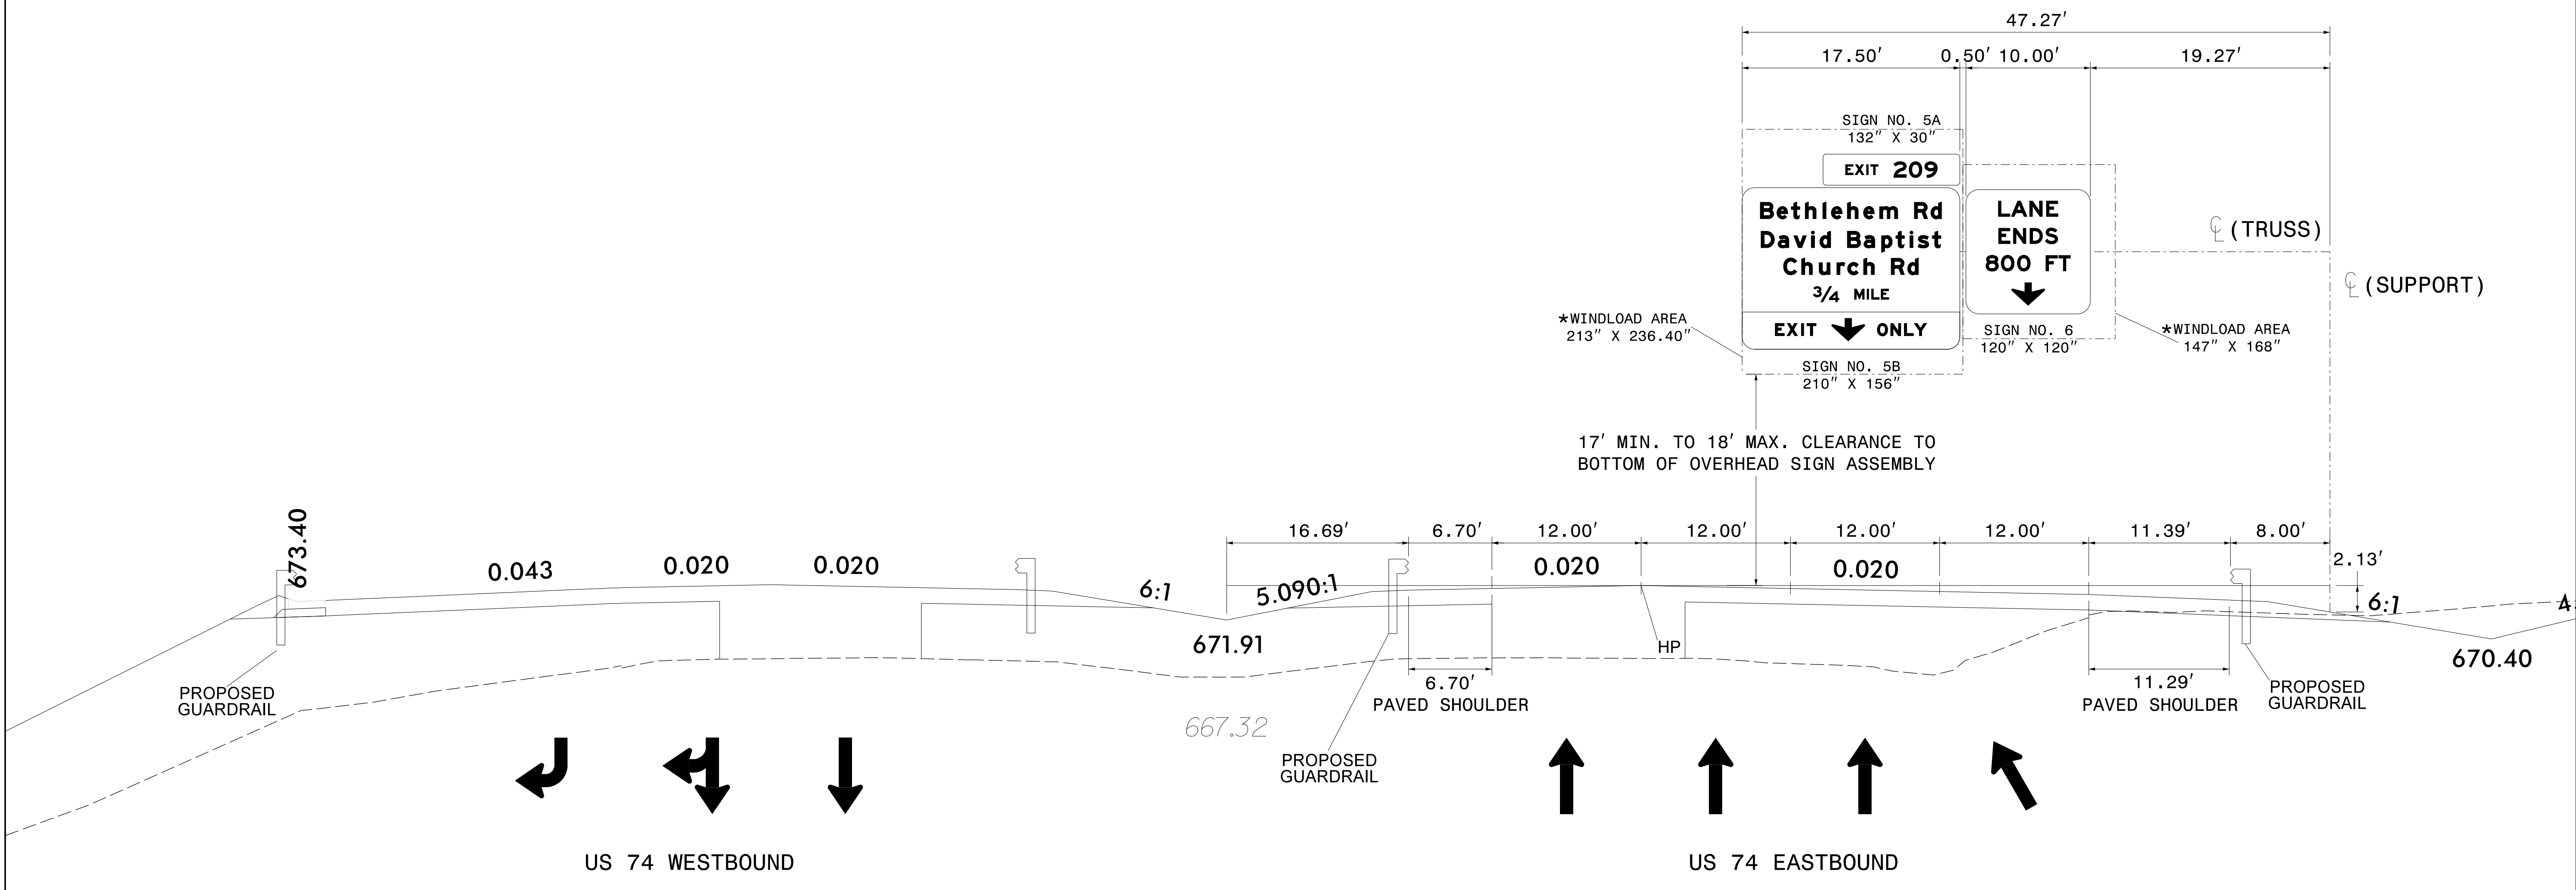 47.27′
17.50′ 0.50′ 10.00′ 19.27′
SIGN NO. 5A
132″ X 30″
EXIT 209
Bethlehem Rd
David Baptist
Church Rd
3/4 MILE
EXIT ONLY
LANE
ENDS
800 FT
℄ (TRUSS)
℄ (SUPPORT)
*WINDLOAD AREA
213″ X 236.40″
SIGN NO. 6
120″ X 120″
*WINDLOAD AREA
147″ X 168″
SIGN NO. 5B
210″ X 156″
17′ MIN. TO 18′ MAX. CLEARANCE TO
BOTTOM OF OVERHEAD SIGN ASSEMBLY
16.69′ 6.70′ 12.00′ 12.00′ 12.00′ 12.00′ 11.39′ 8.00′
2.13′
673.40
0.043 0.020 0.020
6:1
5.090:1
0.020
0.020
6:1
671.91
HP
670.40
6.70′
PAVED SHOULDER
11.29′
PAVED SHOULDER
PROPOSED
GUARDRAIL
PROPOSED
GUARDRAIL
667.32
PROPOSED
GUARDRAIL
US 74 WESTBOUND
US 74 EASTBOUND